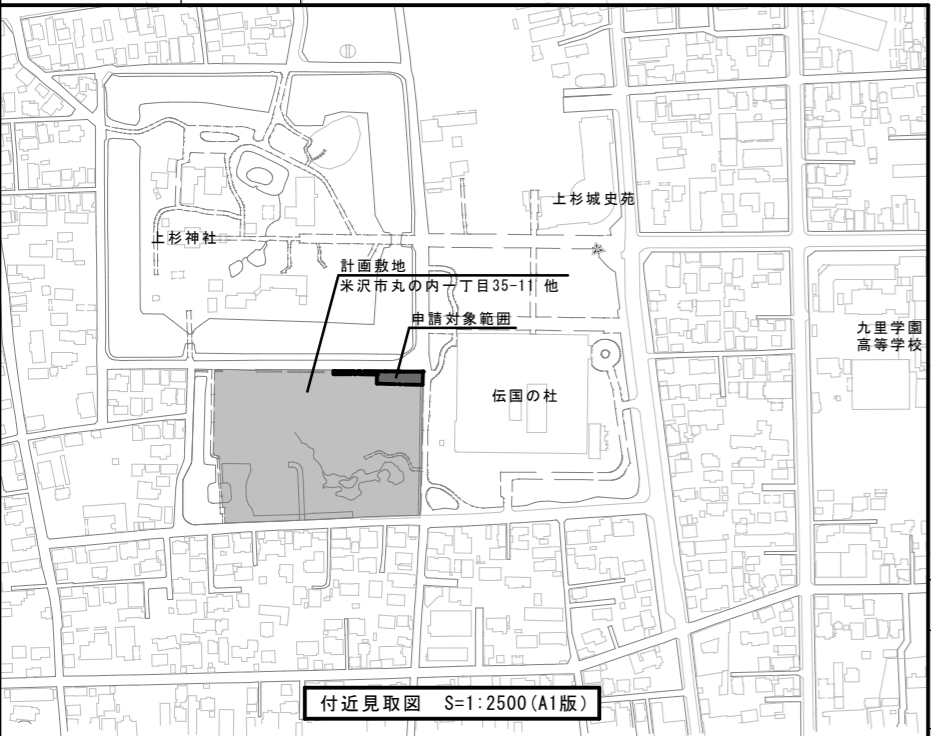 上杉城史苑
上杉神社
計画敷地
米沢市丸の内一丁目35-11 他
申請対象範囲
九里学園
高等学校
伝国の杜
付近見取図 S=1:2500(A1版)